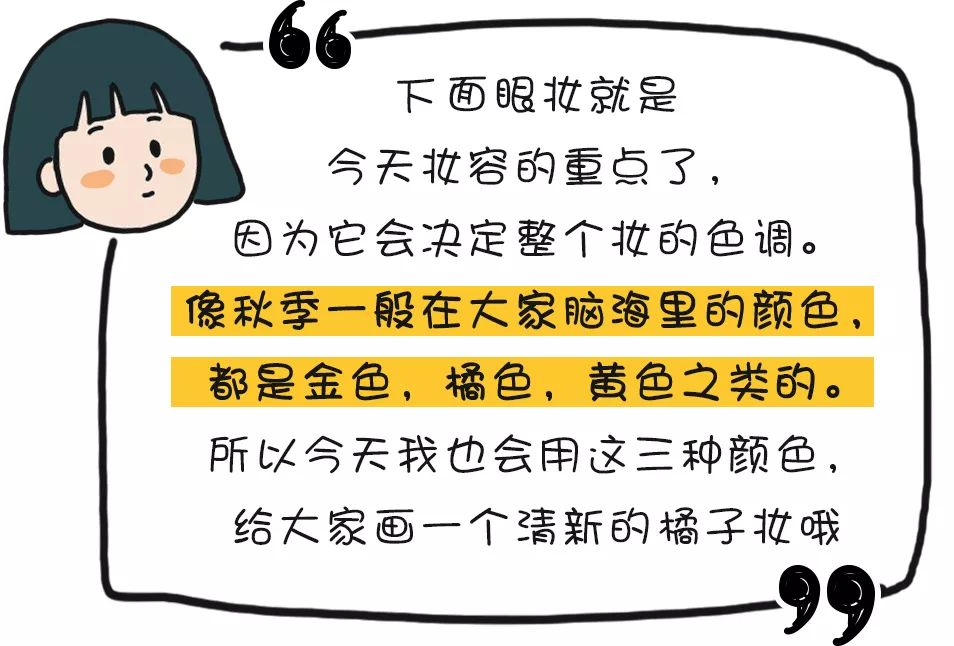 下面眼妆就是
今天妆容的重点了，
因为它会决定整个妆的色调。
像秋季一般在大家脑海里的颜色，
都是金色，橘色，黄色之类的。
所以今天我也会用这三种颜色，
给大家画一个清新的橘子妆哦